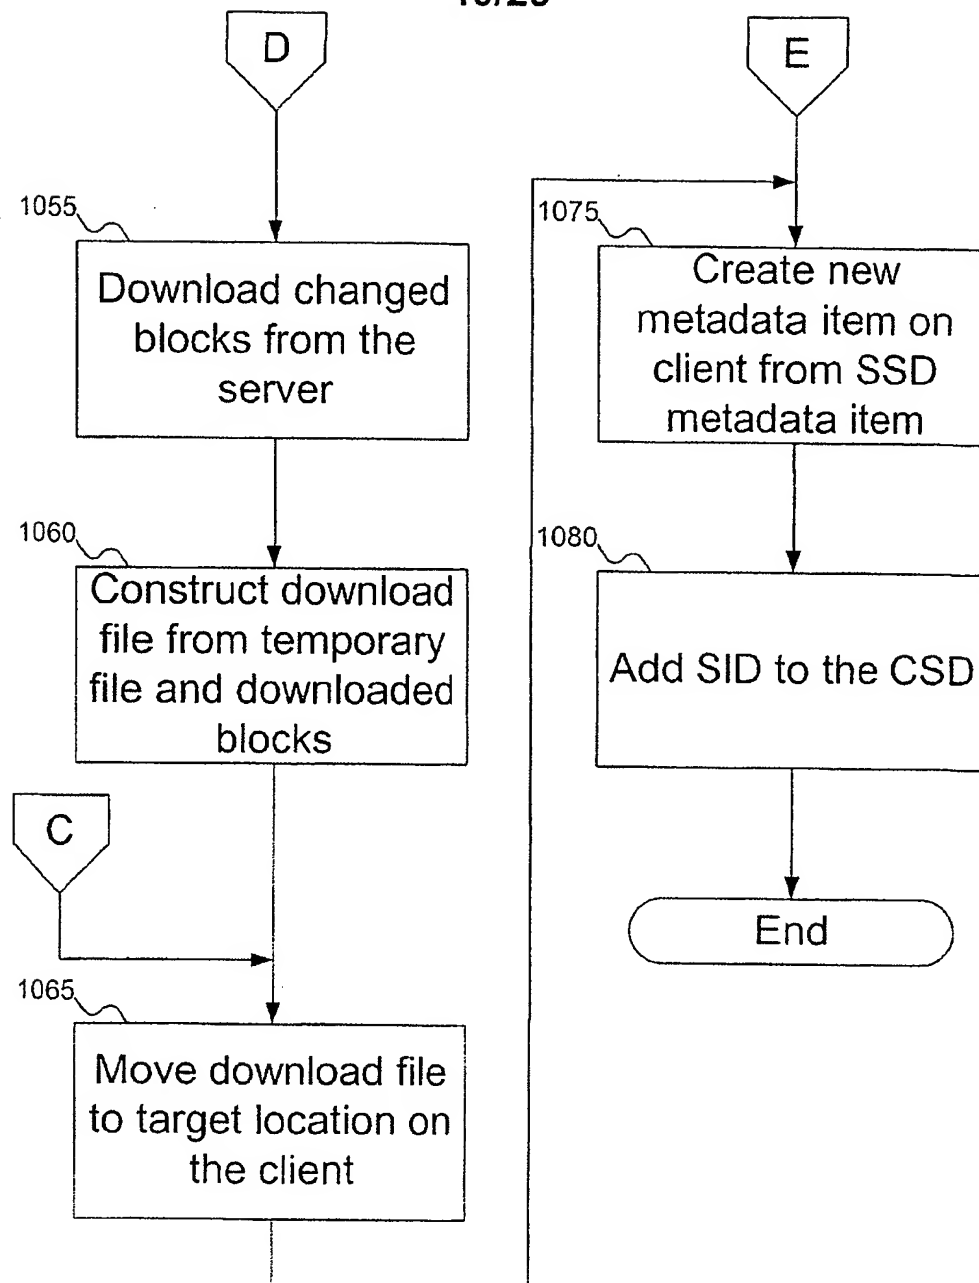 D
1055
Download changed
blocks from the
server
1060
Construct download
file from temporary
file and downloaded
blocks
C
1065
Move download file
to target location on
the client
E
1075
Create new
metadata item on
client from SSD
metadata item
1080
Add SID to the CSD
End